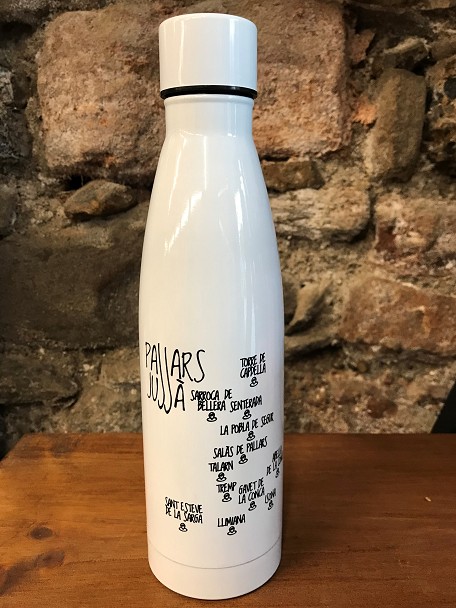 PALLARS
JUSSÀ
TORRE DE
CAPDELLA
SARROCA DE
BELLERA
SENTERADA
LA POBLA DE SEGUR
SALÀS DE PALLARS
TALARN
DE
TREMP
GAVET DE
LA CONCA
ISONA
SANT ESTEVE
DE LA SARGA
LLIMIANA